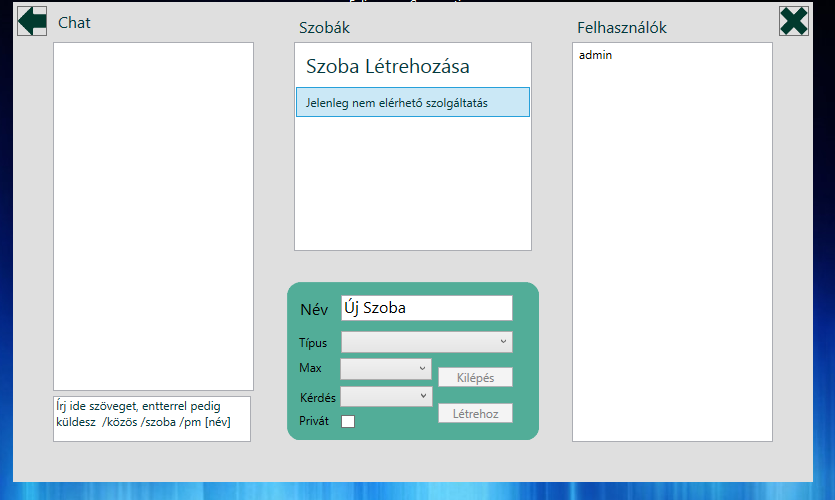 Chat
Írj ide szöveget, entterrel pedig
küldesz /közös /szoba /pm [név]
Szobák
Szoba Létrehozása
Jelenleg nem elérhető szolgáltatás
Név
Új Szoba
Típus
Max
Kilépés
Kérdés
Létrehoz
Privát
Felhasználók
admin